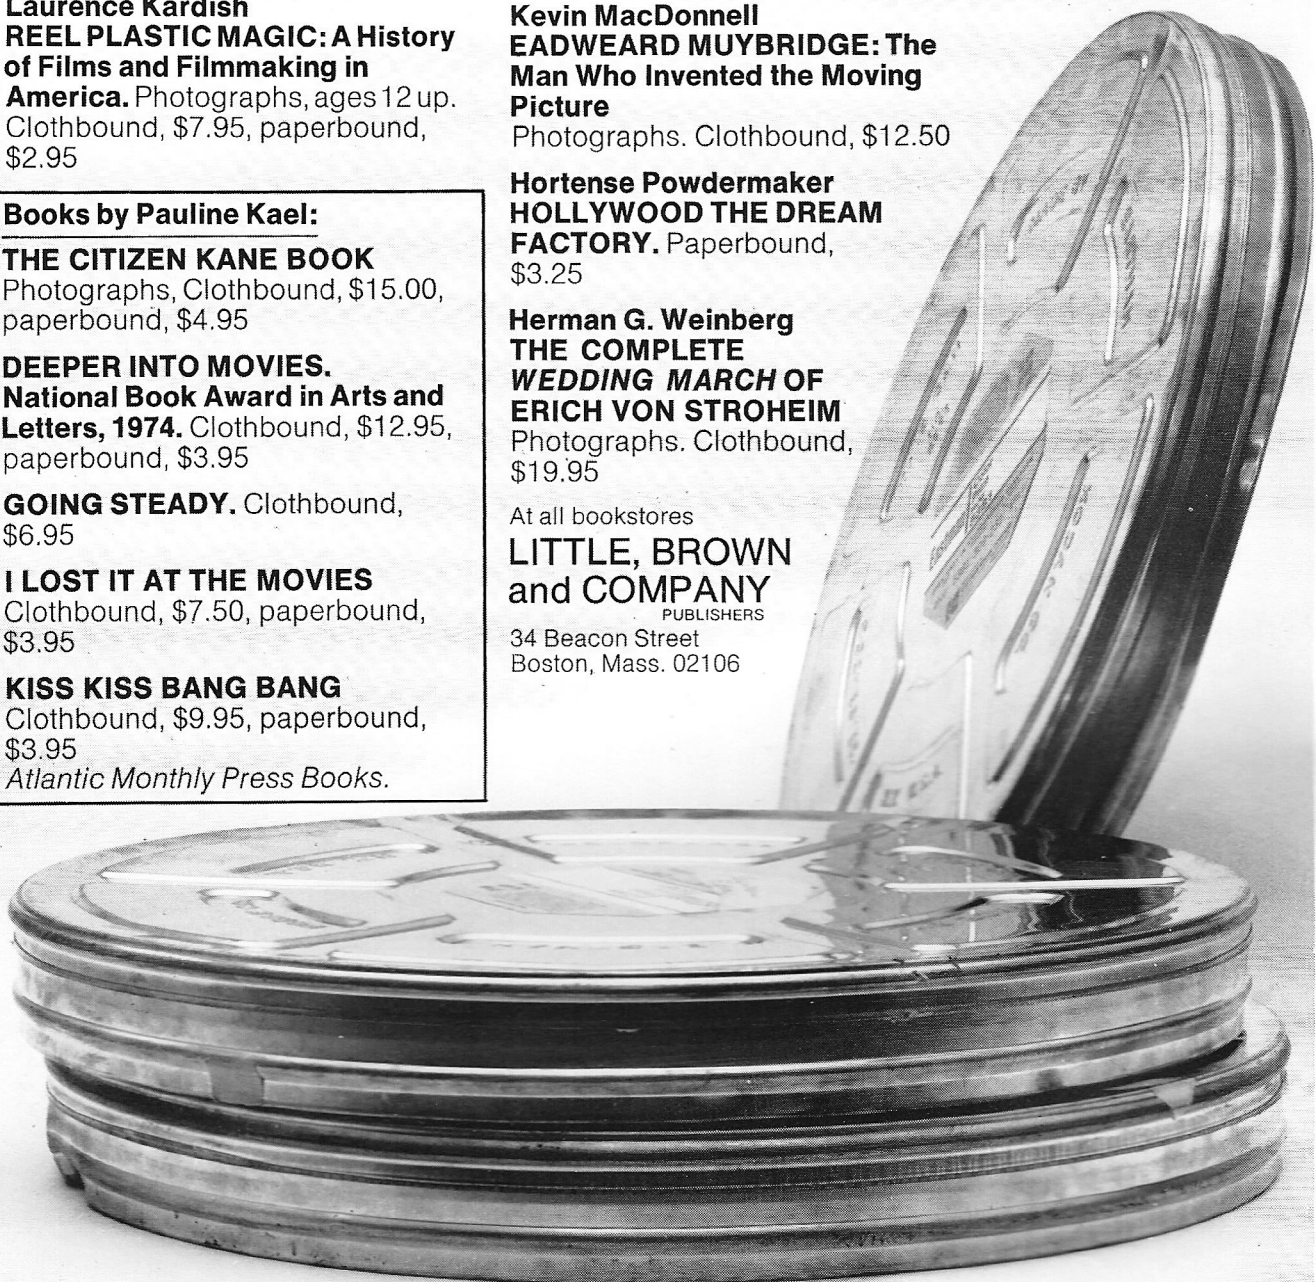 Laurence Kardish
REEL PLASTIC MAGIC: A History
of Films and Filmmaking in
America. Photographs, ages 12 up.
Clothbound, $7.95, paperbound,
$2.95
Books by Pauline Kael:
THE CITIZEN KANE BOOK
Photographs, Clothbound, $15.00,
paperbound, $4.95
DEEPER INTO MOVIES.
National Book Award in Arts and
Letters, 1974. Clothbound, $12.95,
paperbound, $3.95
GOING STEADY. Clothbound,
$6.95
I LOST IT AT THE MOVIES
Clothbound, $7.50, paperbound,
$3.95
KISS KISS BANG BANG
Clothbound, $9.95, paperbound,
$3.95
Atlantic Monthly Press Books.
Kevin MacDonnell
EADWEARD MUYBRIDGE: The
Man Who Invented the Moving
Picture
Photographs. Clothbound, $12.50
Hortense Powdermaker
HOLLYWOOD THE DREAM
FACTORY. Paperbound,
$3.25
Herman G. Weinberg
THE COMPLETE
WEDDING MARCH OF
ERICH VON STROHEIM
Photographs. Clothbound,
$19.95
At all bookstores
LITTLE, BROWN
and COMPANY
PUBLISHERS
34 Beacon Street
Boston, Mass. 02106
Eastman